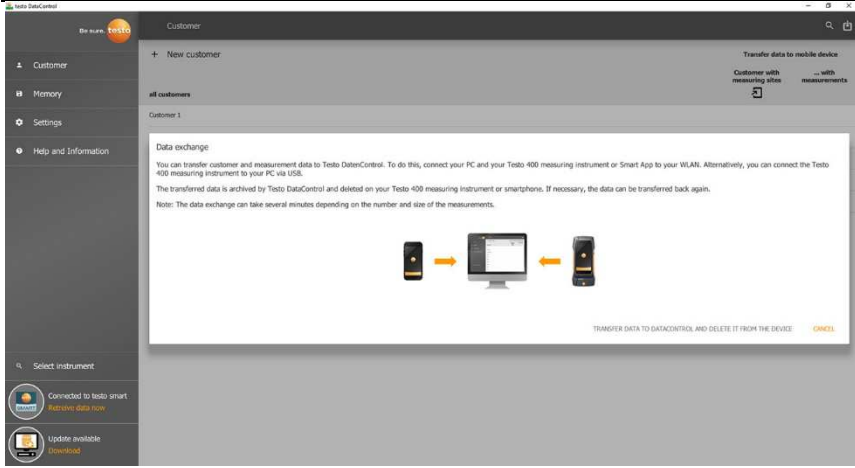 testo DataControl
Be sure. testo
Customer
Customer
Memory
Settings
Help and Information
+ New customer
Transfer data to mobile device
Customer with
measuring sites
... with
measurements
all customers
Customer 1
Data exchange
You can transfer customer and measurement data to Testo DatenControl. To do this, connect your PC and your Testo 400 measuring instrument or Smart App to your WLAN. Alternatively, you can connect the Testo
400 measuring instrument to your PC via USB.
The transferred data is archived by Testo DataControl and deleted on your Testo 400 measuring instrument or smartphone. If necessary, the data can be transferred back again.
Note: The data exchange can take several minutes depending on the number and size of the measurements.
TRANSFER DATA TO DATACONTROL AND DELETE IT FROM THE DEVICE
CANCEL
Select instrument
SMART
Connected to testo smart
Retrieve data now
Update available
Download